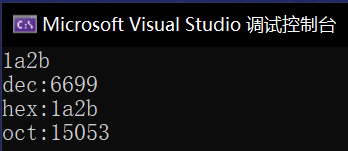 Microsoft Visual Studio 调试控制台
1a2b
dec:6699
hex:1a2b
oct:15053